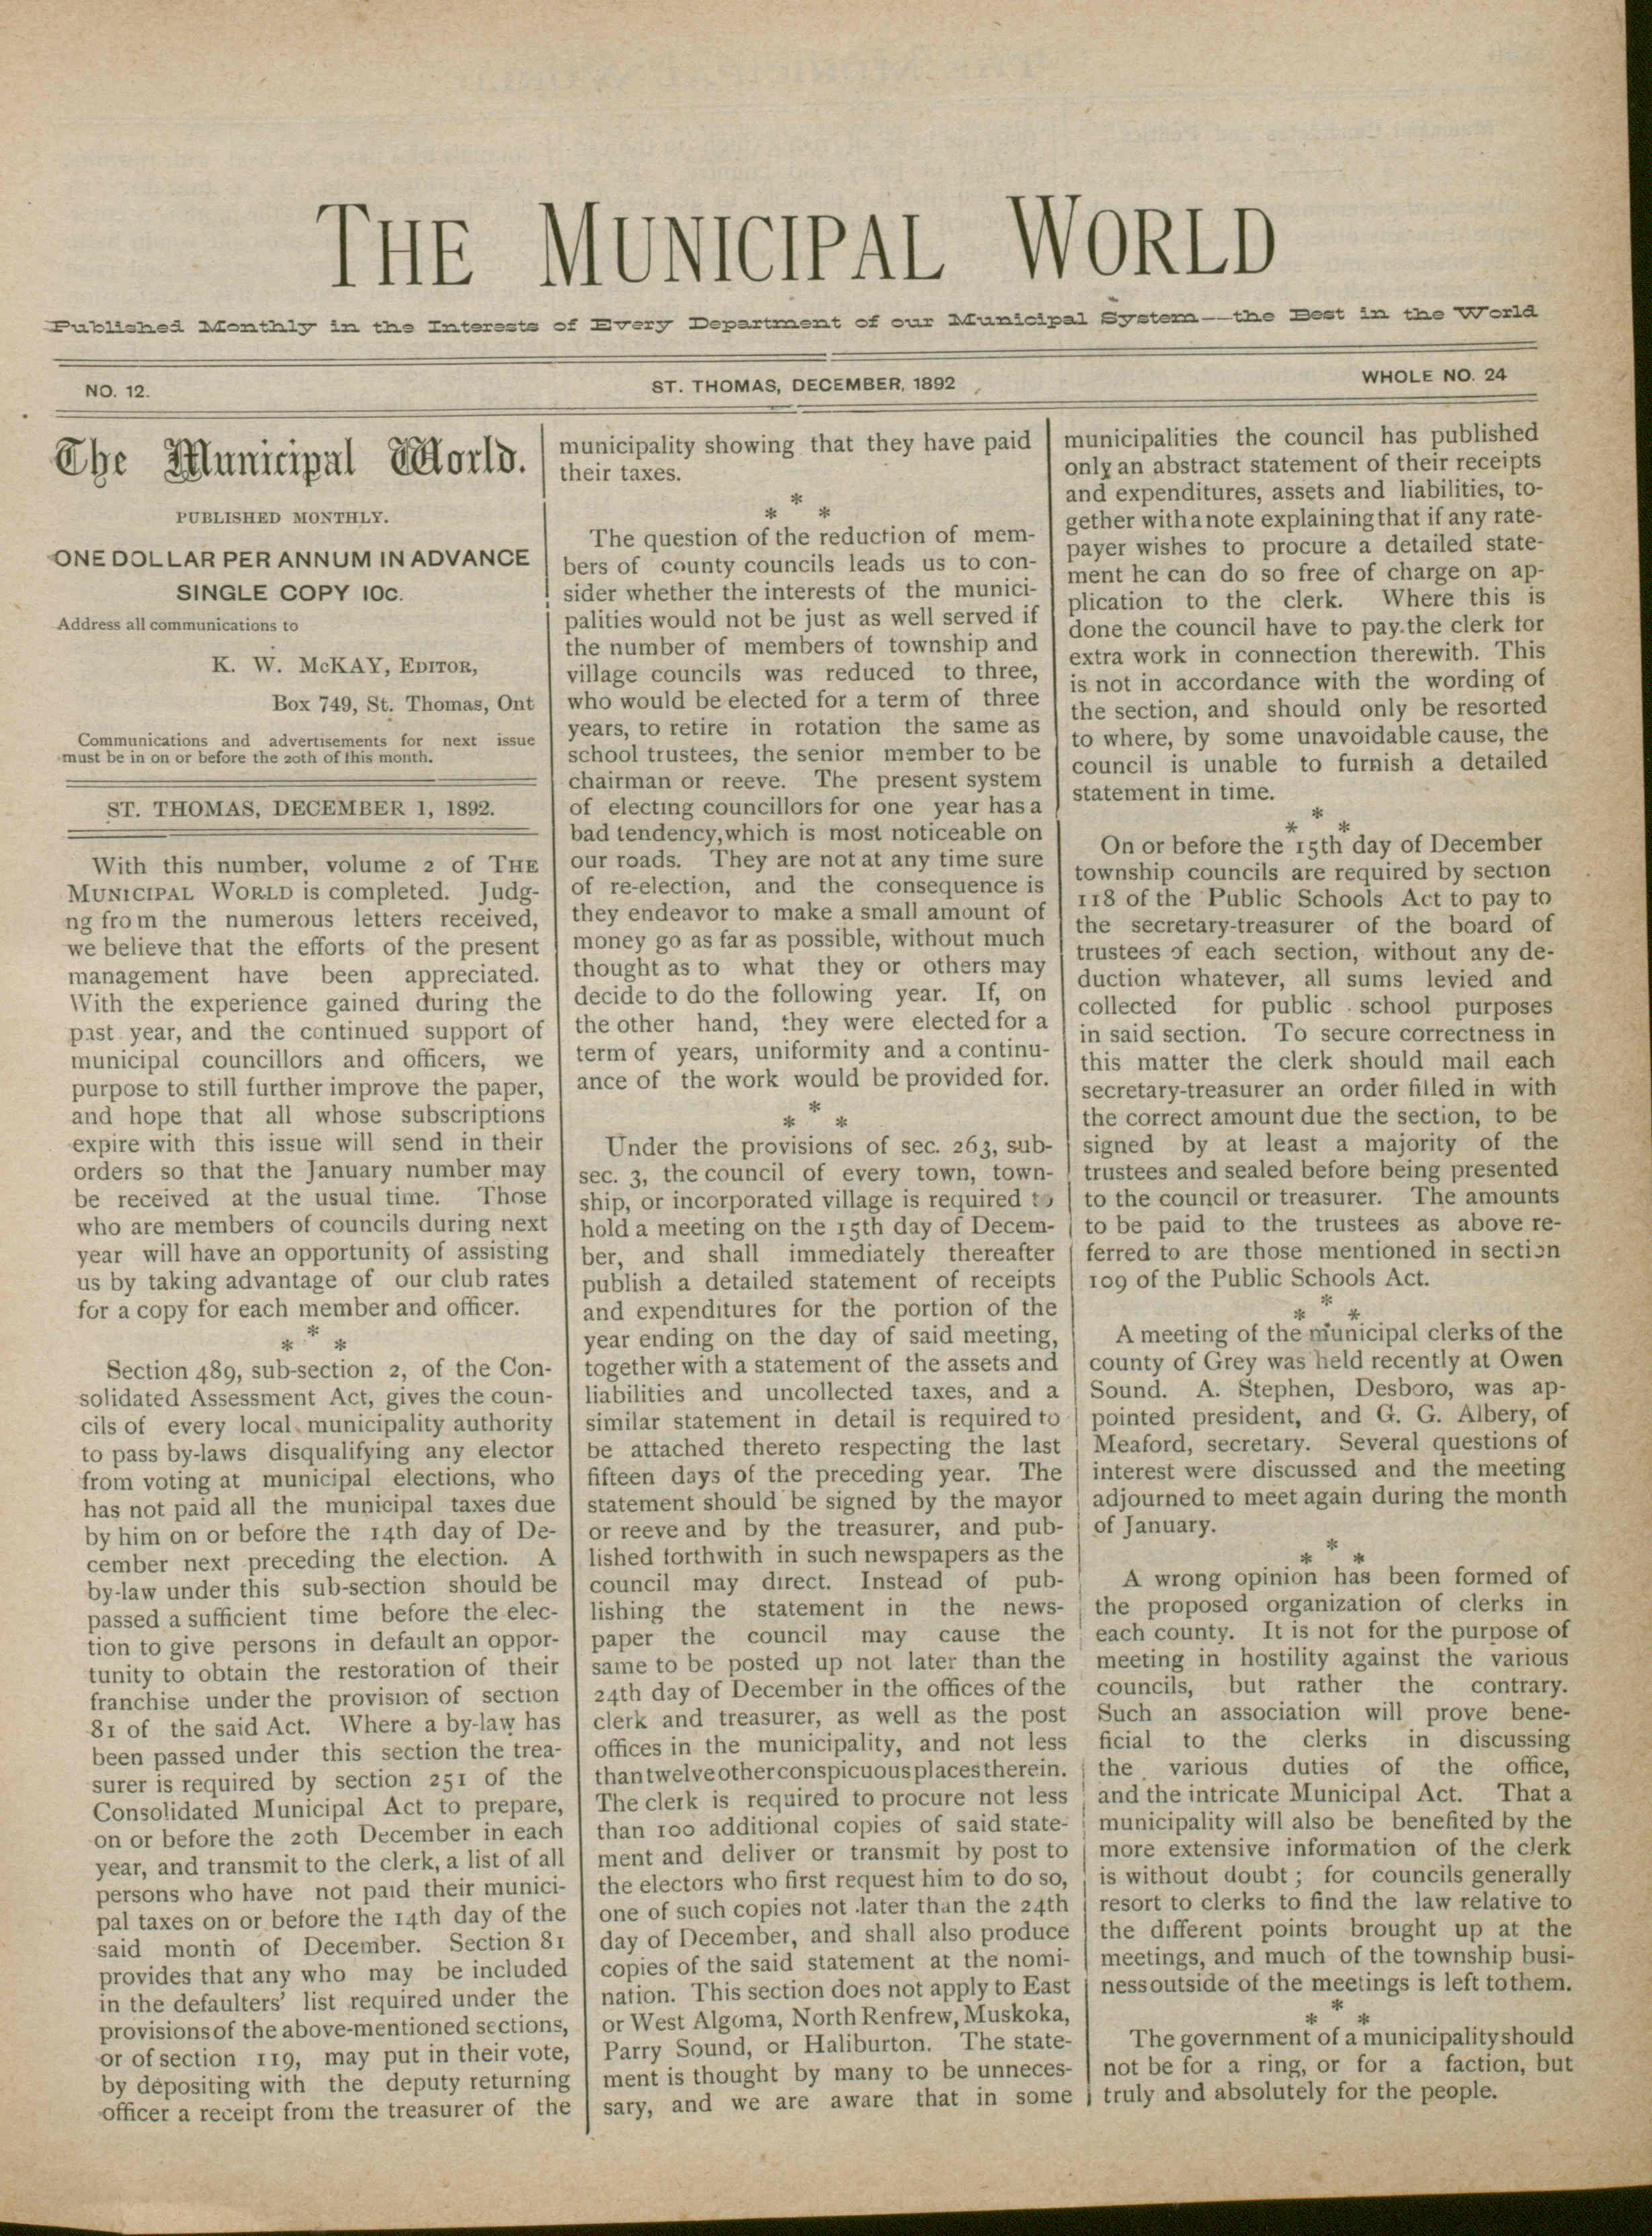 THE MUNICIPAL WORLD
Published Monthly in the Interests of Every Department of our Municipal System--the Best in the World
NO. 12.
ST. THOMAS, DECEMBER, 1892
WHOLE NO. 24
The Municipal World.
PUBLISHED MONTHLY.
ONE DOLLAR PER ANNUM IN ADVANCE
SINGLE COPY 10c.
Address all communications to
K. W. McKAY, EDITOR,
Box 749, St. Thomas, Ont
Communications and advertisements for next issue
must be in on or before the 20th of this month.
ST. THOMAS, DECEMBER 1, 1892.
With this number, volume 2 of THE
MUNICIPAL WORLD is completed. Judg-
ng from the numerous letters received,
we believe that the efforts of the present
management have been appreciated.
With the experience gained during the
past year, and the continued support of
municipal councillors and officers, we
purpose to still further improve the paper,
and hope that all whose subscriptions
expire with this issue will send in their
orders so that the January number may
be received at the usual time. Those
who are members of councils during next
year will have an opportunity of assisting
us by taking advantage of our club rates
for a copy for each member and officer.
*
* *
Section 489, sub-section 2, of the Con-
solidated Assessment Act, gives the coun-
cils of every local municipality authority
to pass by-laws disqualifying any elector
from voting at municipal elections, who
has not paid all the municipal taxes due
by him on or before the 14th day of De-
cember next preceding the election. A
by-law under this sub-section should be
passed a sufficient time before the elec-
tion to give persons in default an oppor-
tunity to obtain the restoration of their
franchise under the provision of section
81 of the said Act. Where a by-law has
been passed under this section the trea-
surer is required by section 251 of the
Consolidated Municipal Act to prepare,
on or before the 20th December in each
year, and transmit to the clerk, a list of all
persons who have not paid their munici-
pal taxes on or before the 14th day of the
said month of December. Section 81
provides that any who may be included
in the defaulters' list required under the
provisions of the above-mentioned sections,
or of section 119, may put in their vote,
by depositing with the deputy returning
officer a receipt from the treasurer of the
municipality showing that they have paid
their taxes.
*
* *
The question of the reduction of mem-
bers of county councils leads us to con-
sider whether the interests of the munici-
palities would not be just as well served if
the number of members of township and
village councils was reduced to three,
who would be elected for a term of three
years, to retire in rotation the same as
school trustees, the senior member to be
chairman or reeve. The present system
of electing councillors for one year has a
bad tendency, which is most noticeable on
our roads. They are not at any time sure
of re-election, and the consequence is
they endeavor to make a small amount of
money go as far as possible, without much
thought as to what they or others may
decide to do the following year. If, on
the other hand, they were elected for a
term of years, uniformity and a continu-
ance of the work would be provided for.
*
* *
Under the provisions of sec. 263, sub-
sec. 3, the council of every town, town-
ship, or incorporated village is required to
hold a meeting on the 15th day of Decem-
ber, and shall immediately thereafter
publish a detailed statement of receipts
and expenditures for the portion of the
year ending on the day of said meeting,
together with a statement of the assets and
liabilities and uncollected taxes, and a
similar statement in detail is required to
be attached thereto respecting the last
fifteen days of the preceding year. The
statement should be signed by the mayor
or reeve and by the treasurer, and pub-
lished forthwith in such newspapers as the
council may direct. Instead of pub-
lishing the statement in the news-
paper the council may cause the
same to be posted up not later than the
24th day of December in the offices of the
clerk and treasurer, as well as the post
offices in the municipality, and not less
than twelve other conspicuous places therein.
The clerk is required to procure not less
than 100 additional copies of said state-
ment and deliver or transmit by post to
the electors who first request him to do so,
one of such copies not later than the 24th
day of December, and shall also produce
copies of the said statement at the nomi-
nation. This section does not apply to East
or West Algoma, North Renfrew, Muskoka,
Parry Sound, or Haliburton. The state-
ment is thought by many to be unneces-
sary, and we are aware that in some
municipalities the council has published
only an abstract statement of their receipts
and expenditures, assets and liabilities, to-
gether with a note explaining that if any rate-
payer wishes to procure a detailed state-
ment he can do so free of charge on ap-
plication to the clerk. Where this is
done the council have to pay the clerk for
extra work in connection therewith. This
is not in accordance with the wording of
the section, and should only be resorted
to where, by some unavoidable cause, the
council is unable to furnish a detailed
statement in time.
*
* *
On or before the 15th day of December
township councils are required by section
118 of the Public Schools Act to pay to
the secretary-treasurer of the board of
trustees of each section, without any de-
duction whatever, all sums levied and
collected for public school purposes
in said section. To secure correctness in
this matter the clerk should mail each
secretary-treasurer an order filled in with
the correct amount due the section, to be
signed by at least a majority of the
trustees and sealed before being presented
to the council or treasurer. The amounts
to be paid to the trustees as above re-
ferred to are those mentioned in section
109 of the Public Schools Act.
*
* *
A meeting of the municipal clerks of the
county of Grey was held recently at Owen
Sound. A. Stephen, Desboro, was ap-
pointed president, and G. G. Albery, of
Meaford, secretary. Several questions of
interest were discussed and the meeting
adjourned to meet again during the month
of January.
*
* *
A wrong opinion has been formed of
the proposed organization of clerks in
each county. It is not for the purpose of
meeting in hostility against the various
councils, but rather the contrary.
Such an association will prove bene-
ficial to the clerks in discussing
the various duties of the office,
and the intricate Municipal Act. That a
municipality will also be benefited by the
more extensive information of the clerk
is without doubt ; for councils generally
resort to clerks to find the law relative to
the different points brought up at the
meetings, and much of the township busi-
ness outside of the meetings is left to them.
*
* *
The government of a municipality should
not be for a ring, or for a faction, but
truly and absolutely for the people.